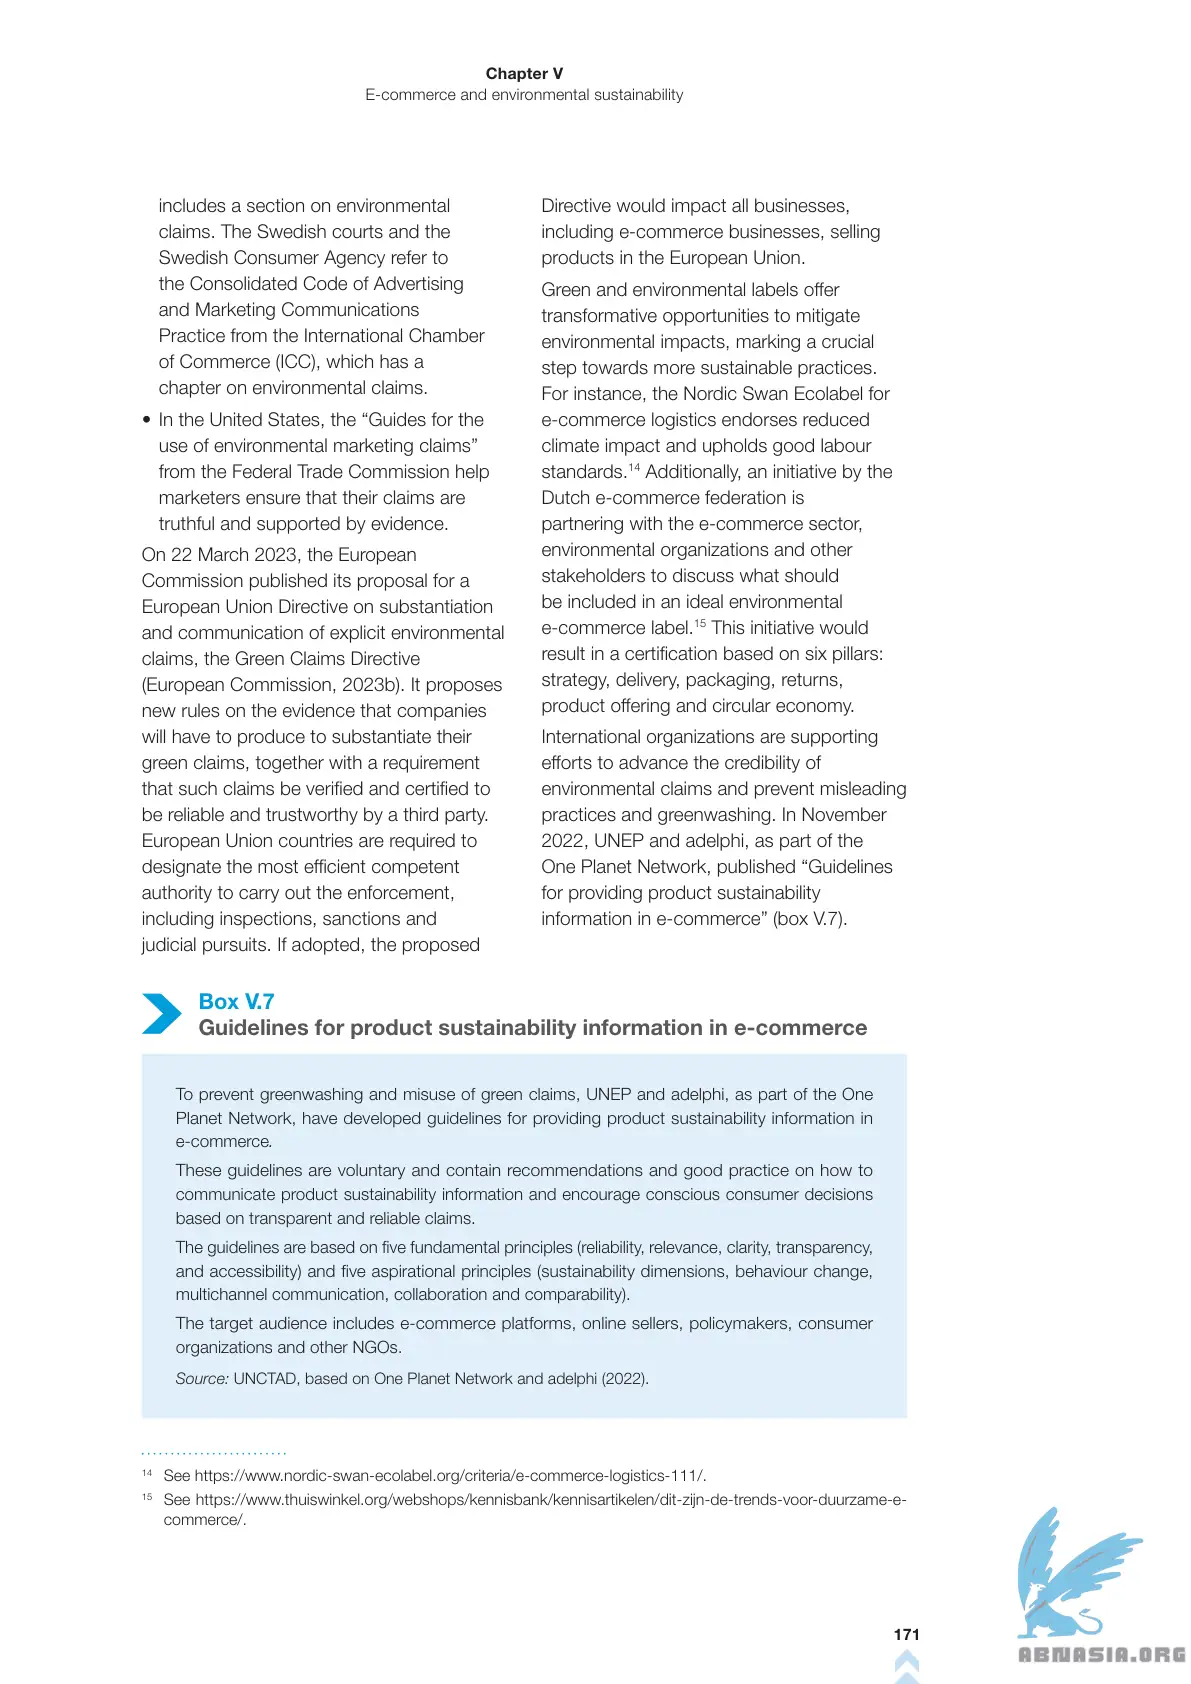 Chapter V
E-commerce and environmental sustainability
includes a section on environmental
claims. The Swedish courts and the
Swedish Consumer Agency refer to
the Consolidated Code of Advertising
and Marketing Communications
Practice from the International Chamber
of Commerce (ICC), which has a
chapter on environmental claims.
• In the United States, the “Guides for the
use of environmental marketing claims”
from the Federal Trade Commission help
marketers ensure that their claims are
truthful and supported by evidence.
On 22 March 2023, the European
Commission published its proposal for a
European Union Directive on substantiation
and communication of explicit environmental
claims, the Green Claims Directive
(European Commission, 2023b). It proposes
new rules on the evidence that companies
will have to produce to substantiate their
green claims, together with a requirement
that such claims be verified and certified to
be reliable and trustworthy by a third party.
European Union countries are required to
designate the most efficient competent
authority to carry out the enforcement,
including inspections, sanctions and
judicial pursuits. If adopted, the proposed
Directive would impact all businesses,
including e-commerce businesses, selling
products in the European Union.
Green and environmental labels offer
transformative opportunities to mitigate
environmental impacts, marking a crucial
step towards more sustainable practices.
For instance, the Nordic Swan Ecolabel for
e-commerce logistics endorses reduced
climate impact and upholds good labour
standards.14 Additionally, an initiative by the
Dutch e-commerce federation is
partnering with the e-commerce sector,
environmental organizations and other
stakeholders to discuss what should
be included in an ideal environmental
e-commerce label.15 This initiative would
result in a certification based on six pillars:
strategy, delivery, packaging, returns,
product offering and circular economy.
International organizations are supporting
efforts to advance the credibility of
environmental claims and prevent misleading
practices and greenwashing. In November
2022, UNEP and adelphi, as part of the
One Planet Network, published “Guidelines
for providing product sustainability
information in e-commerce” (box V.7).
Box V.7
Guidelines for product sustainability information in e-commerce
To prevent greenwashing and misuse of green claims, UNEP and adelphi, as part of the One
Planet Network, have developed guidelines for providing product sustainability information in
e-commerce.
These guidelines are voluntary and contain recommendations and good practice on how to
communicate product sustainability information and encourage conscious consumer decisions
based on transparent and reliable claims.
The guidelines are based on five fundamental principles (reliability, relevance, clarity, transparency,
and accessibility) and five aspirational principles (sustainability dimensions, behaviour change,
multichannel communication, collaboration and comparability).
The target audience includes e-commerce platforms, online sellers, policymakers, consumer
organizations and other NGOs.
Source: UNCTAD, based on One Planet Network and adelphi (2022).
14 See https://www.nordic-swan-ecolabel.org/criteria/e-commerce-logistics-111/.
15 See https://www.thuiswinkel.org/webshops/kennisbank/kennisartikelen/dit-zijn-de-trends-voor-duurzame-e-
commerce/.
171
ABNASIA.ORG